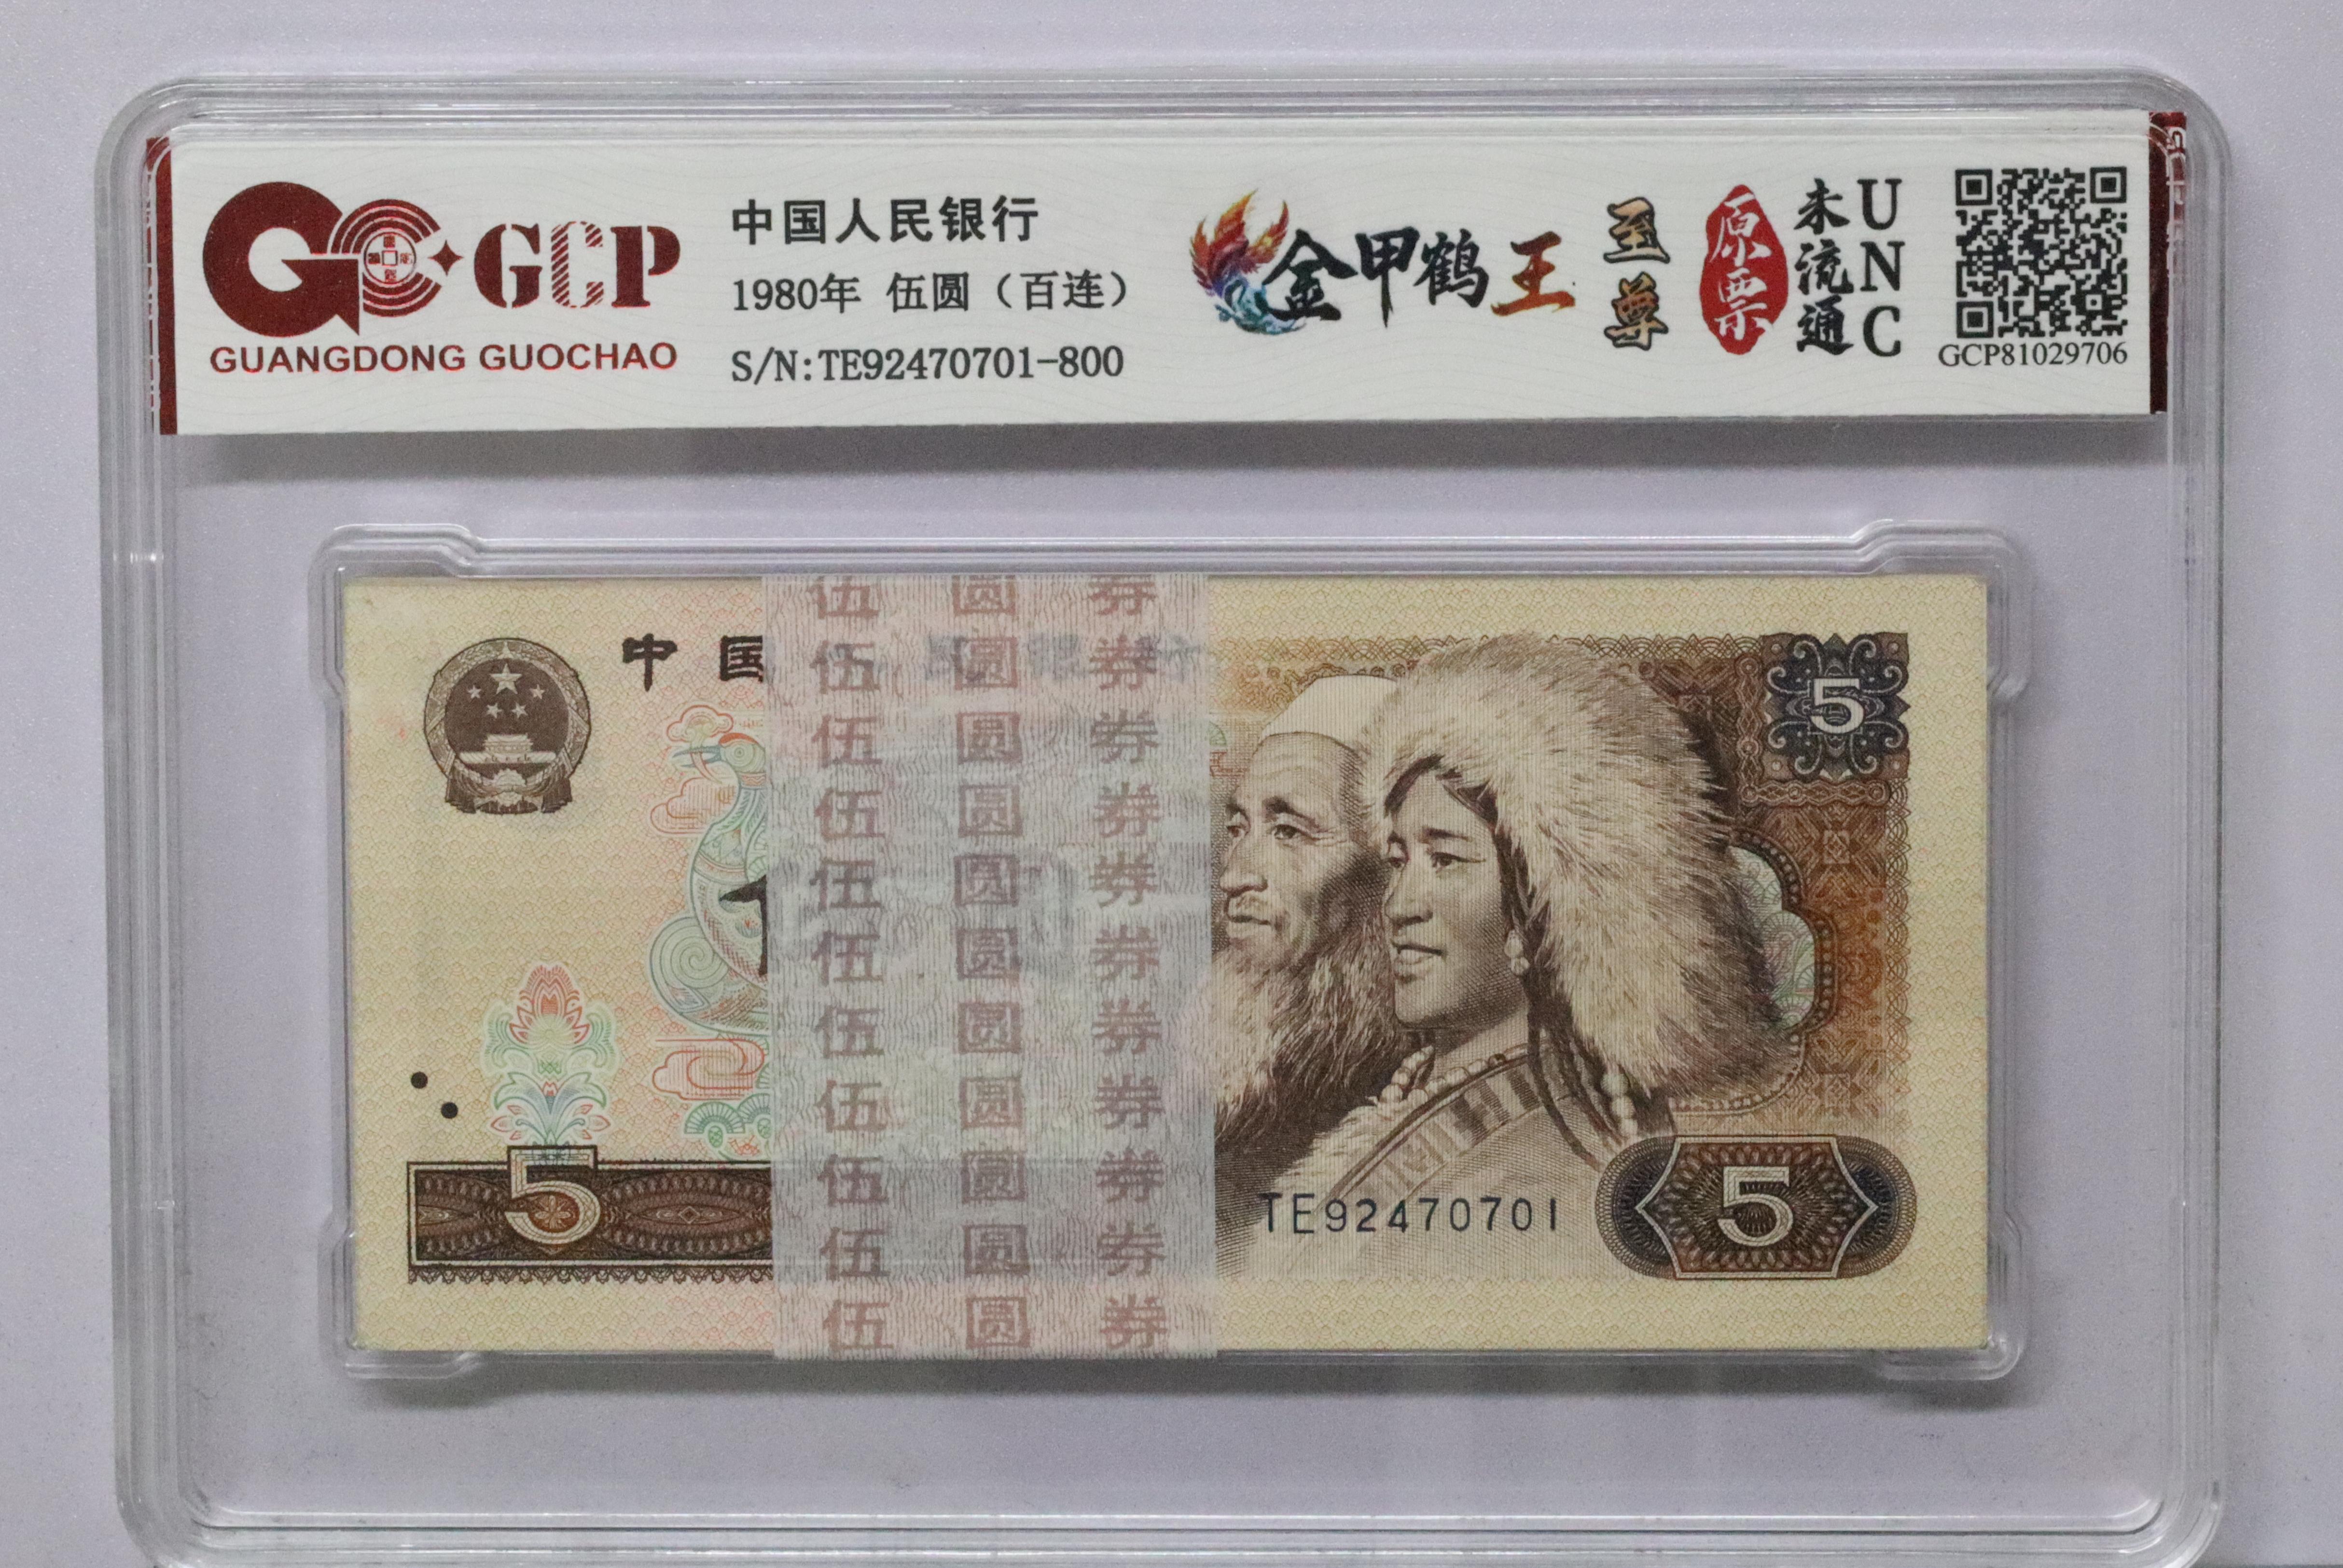 GCP
GUANGDONG GUOCHAO
中国人民银行
1980年 伍圆（百连）
S/N:TE92470701-800
金甲鹤王
至尊
原票
未流通
UNC
GCP81029706
伍 圆 券
中国
伍 圆 券
伍 圆 券
伍 圆 券
伍 圆 券
伍 圆 券
伍 圆 券
伍 圆 券
伍 圆 券
伍 圆 券
伍 圆 券
5
5
TE92470701
5